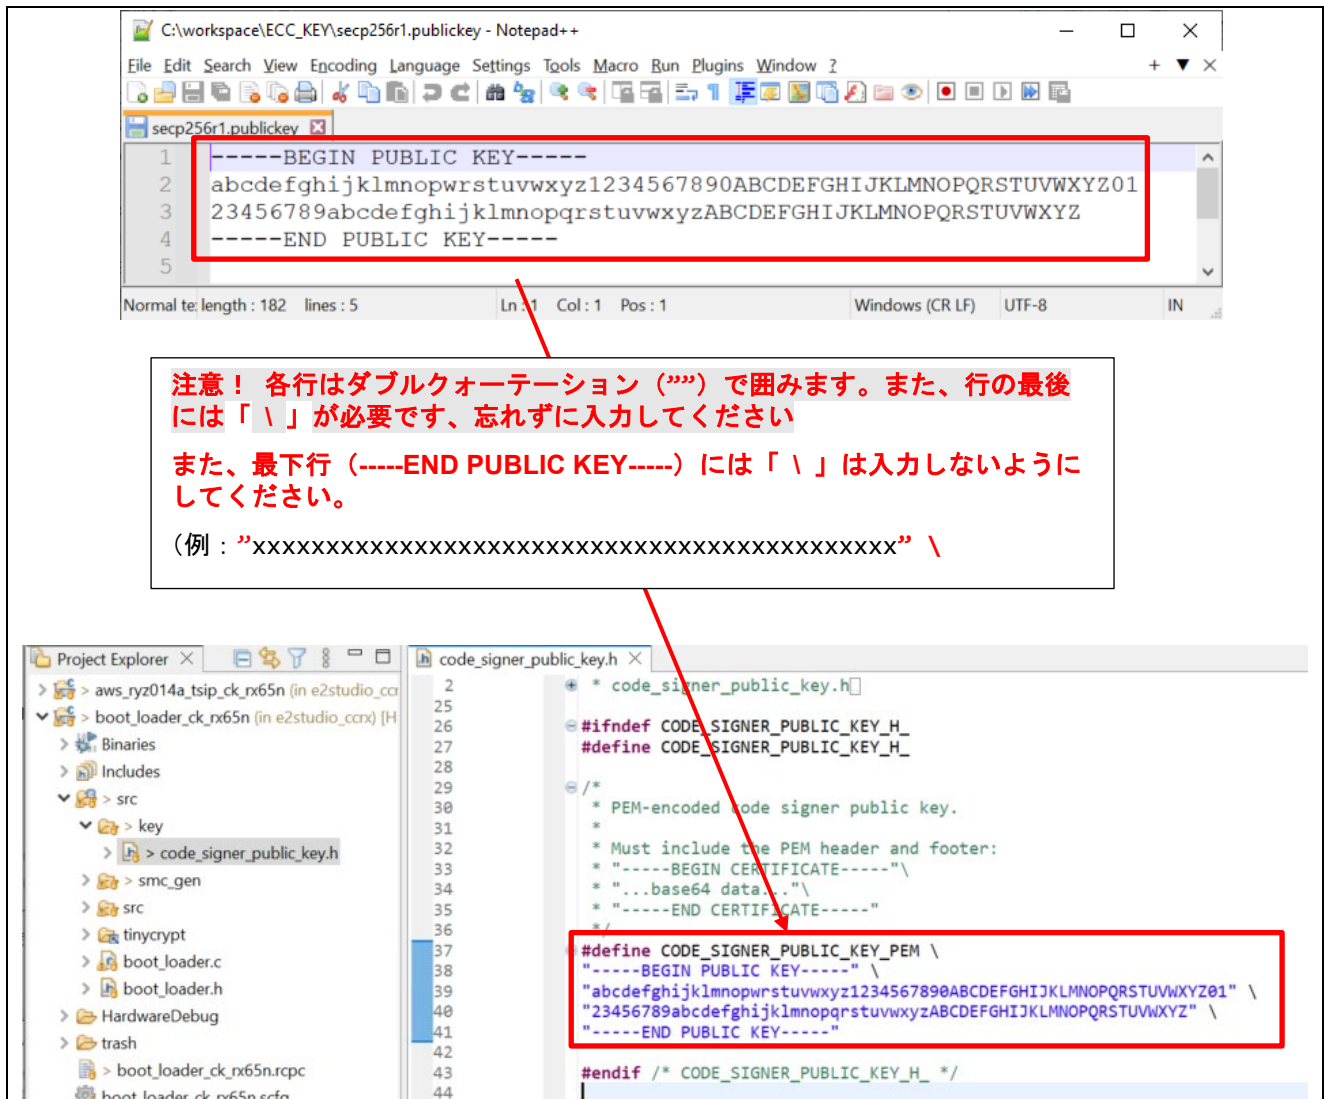 C:\workspace\ECC_KEY\secp256r1.publickey - Notepad++
File Edit Search View Encoding Language Settings Tools Macro Run Plugins Window ?
secp256r1.publickey
1 -----BEGIN PUBLIC KEY-----
2 abcdefghijklmnopwrstuvwxyz1234567890ABCDEFGHIJKLMNOPQRSTUVWXYZ01
3 23456789abcdefghijklmnopqrstuvwxyzABCDEFGHIJKLMNOPQRSTUVWXYZ
4 -----END PUBLIC KEY-----
5
Normal te: length : 182 lines : 5 Ln : 1 Col : 1 Pos : 1 Windows (CR LF) UTF-8 IN
注意！ 各行はダブルクォーテーション（””）で囲みます。また、行の最後
には「 \ 」が必要です、忘れずに入力してください
また、最下行（-----END PUBLIC KEY-----）には「 \ 」は入力しないように
してください。
（例：”xxxxxxxxxxxxxxxxxxxxxxxxxxxxxxxxxxxxxxxxxxxx” \
Project Explorer
> aws_ryz014a_tsip_ck_rx65n (in e2studio_ccr
> boot_loader_ck_rx65n (in e2studio_ccrx) [H
Binaries
Includes
> src
> key
> code_signer_public_key.h
> smc_gen
src
tinycrypt
boot_loader.c
boot_loader.h
HardwareDebug
trash
> boot_loader_ck_rx65n.rcpc
boot_loader_ck_rx65n.scfg
code_signer_public_key.h
2 * code_signer_public_key.h
25
26 #ifndef CODE_SIGNER_PUBLIC_KEY_H_
27 #define CODE_SIGNER_PUBLIC_KEY_H_
28
29 /*
30 * PEM-encoded code signer public key.
31 *
32 * Must include the PEM header and footer:
33 * "-----BEGIN CERTIFICATE-----"\
34 * "...base64 data..."\
35 * "-----END CERTIFICATE-----"
36 */
37 #define CODE_SIGNER_PUBLIC_KEY_PEM \
38 "-----BEGIN PUBLIC KEY-----" \
39 "abcdefghijklmnopwrstuvwxyz1234567890ABCDEFGHIJKLMNOPQRSTUVWXYZ01" \
40 "23456789abcdefghijklmnopqrstuvwxyzABCDEFGHIJKLMNOPQRSTUVWXYZ" \
41 "-----END PUBLIC KEY-----"
42
43 #endif /* CODE_SIGNER_PUBLIC_KEY_H_ */
44